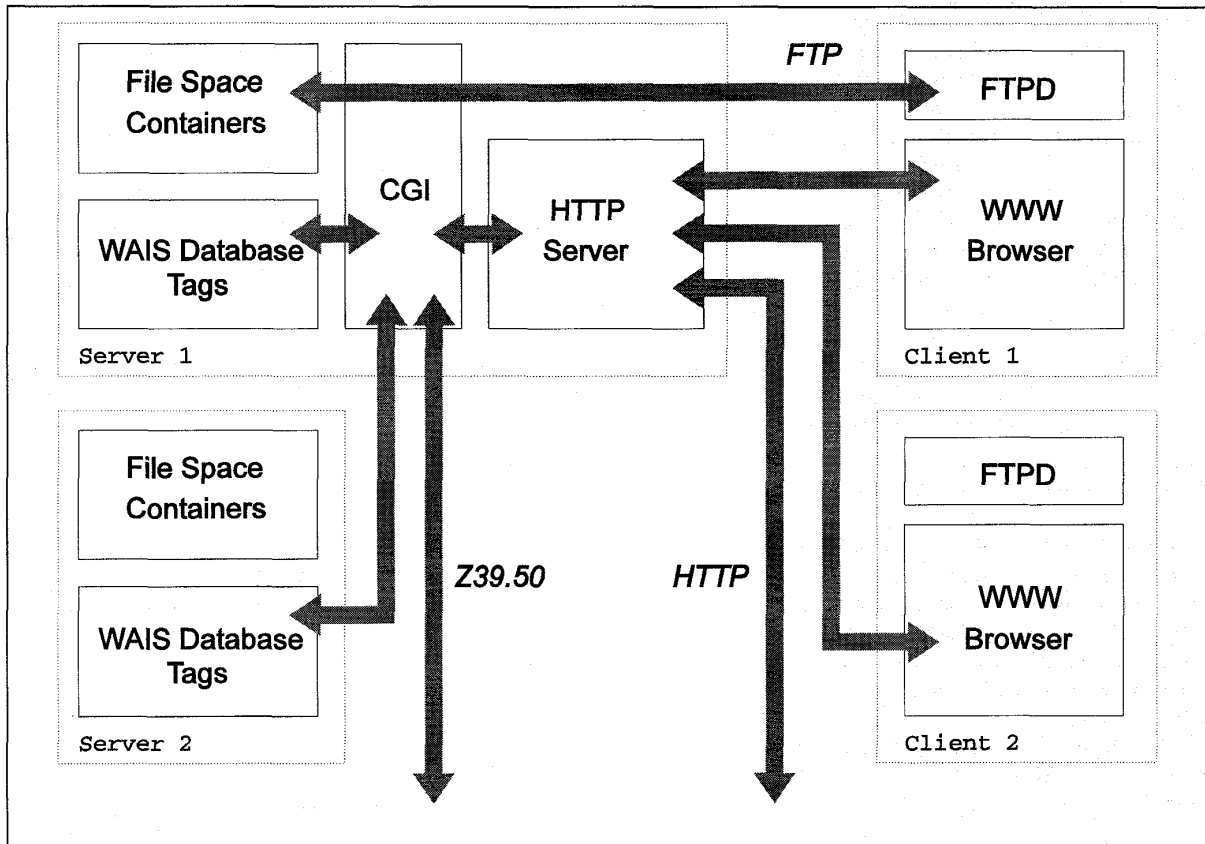 FTP
File Space
Containers
FTPD
CGI
HTTP
Server
WWW
Browser
WAIS Database
Tags
Server 1
Client 1
File Space
Containers
FTPD
Z39.50
HTTP
WWW
Browser
WAIS Database
Tags
Server 2
Client 2